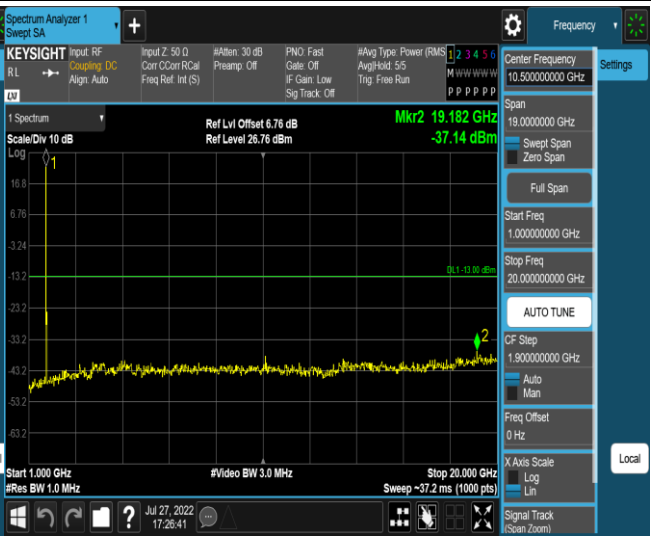 Spectrum Analyzer 1
Swept SA
Frequency
KEYSIGHT
Input: RF
Coupling: DC
Align: Auto
Input Z: 50 Ω
Corr CCorr RCal
Freq Ref: Int (S)
#Atten: 30 dB
Preamp: Off
PNO: Fast
Gate: Off
IF Gain: Low
Sig Track: Off
#Avg Type: Power (RMS
Avg|Hold: 5/5
Trig: Free Run
1 2 3 4 5 6
M W W W W W
P P P P P P
R L
LXI
1 Spectrum
Scale/Div 10 dB
Ref Lvl Offset 6.76 dB
Ref Level 26.76 dBm
Mkr2 19.182 GHz
-37.14 dBm
Log
1
16.8
6.76
-3.24
-13.2
DL1 -13.00 dBm
-23.2
-33.2
2
-43.2
-53.2
-63.2
Start 1.000 GHz
#Video BW 3.0 MHz
Stop 20.000 GHz
#Res BW 1.0 MHz
Sweep ~37.2 ms (1000 pts)
Jul 27, 2022
17:26:41
?
Center Frequency
10.500000000 GHz
Span
19.0000000 GHz
Swept Span
Zero Span
Full Span
Start Freq
1.000000000 GHz
Stop Freq
20.000000000 GHz
AUTO TUNE
CF Step
1.900000000 GHz
Auto
Man
Freq Offset
0 Hz
X Axis Scale
Log
Lin
Signal Track
(Span Zoom)
Settings
Local